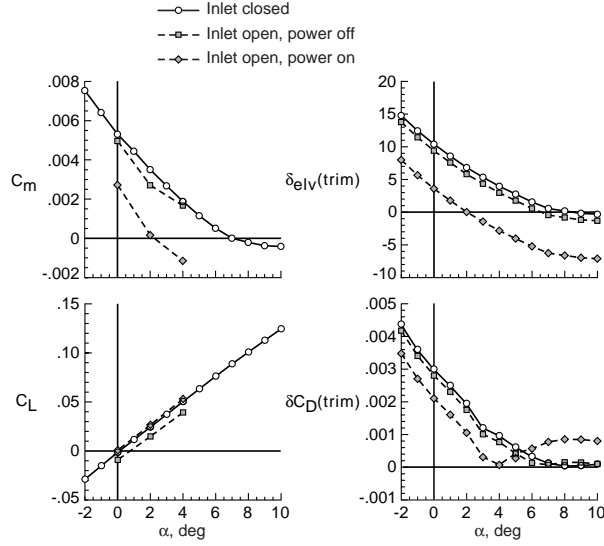 Inlet closed
Inlet open, power off
Inlet open, power on
.008
.006
.004
.002
0
-.002
Cm
20
15
10
5
0
-5
-10
δelv(trim)
.15
.10
.05
0
-.05
CL
-2 0 2 4 6 8 10
α, deg
.005
.004
.003
.002
.001
0
-.001
δCD(trim)
-2 0 2 4 6 8 10
α, deg